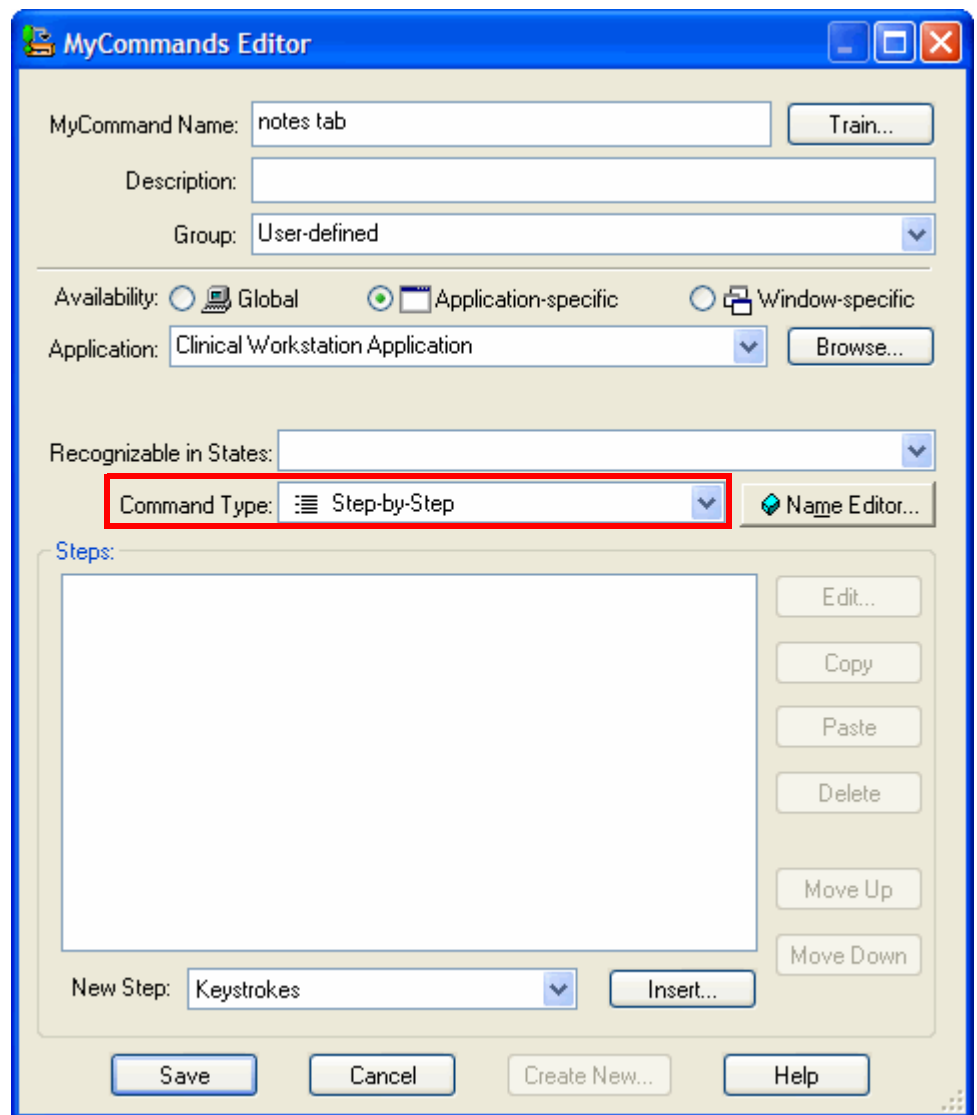 MyCommands Editor
MyCommand Name: notes tab Train...
Description:
Group: User-defined
Availability: Global Application-specific Window-specific
Application: Clinical Workstation Application Browse...
Recognizable in States:
Command Type: Step-by-Step Name Editor...
Steps:
Edit...
Copy
Paste
Delete
Move Up
Move Down
New Step: Keystrokes Insert...
Save Cancel Create New... Help